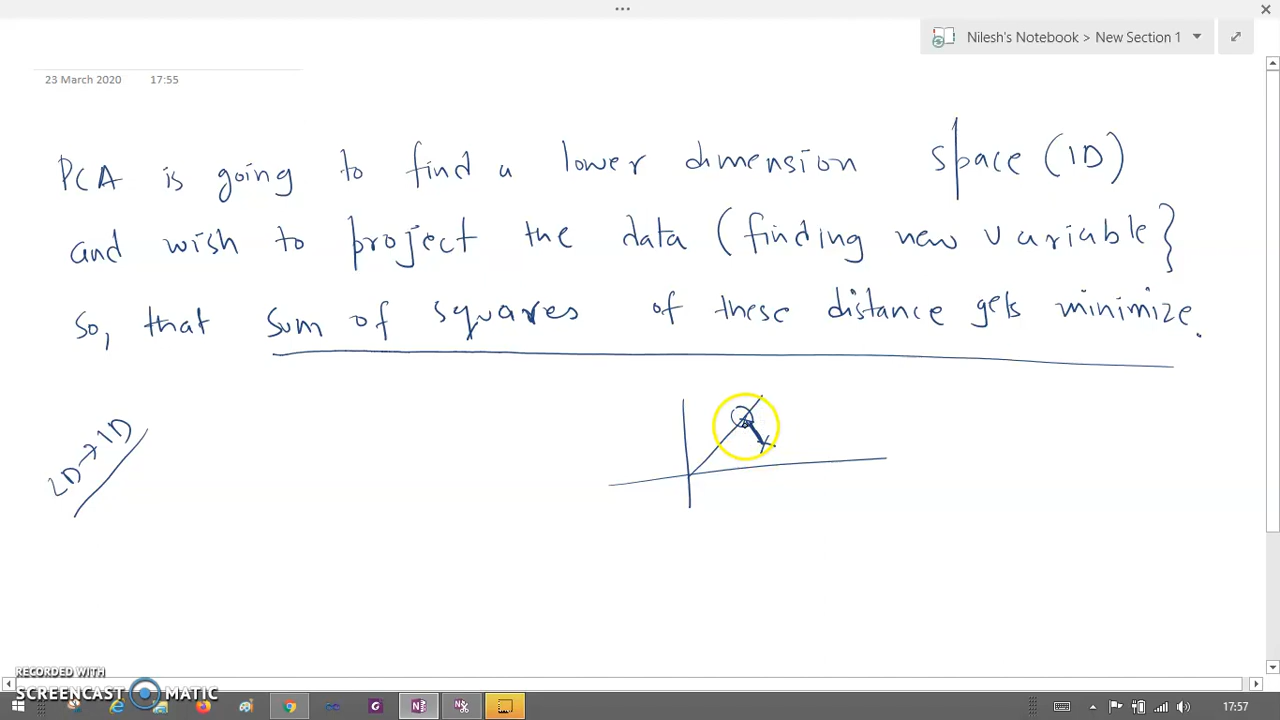 Nilesh's Notebook > New Section 1
23 March 2020 17:55
PCA is going to find a lower dimension space (1D)
and wish to project the data (finding new variable}
so, that sum of squares of these distance gets minimize.
2D→1D
RECORDED WITH
SCREENCAST MATIC
17:57